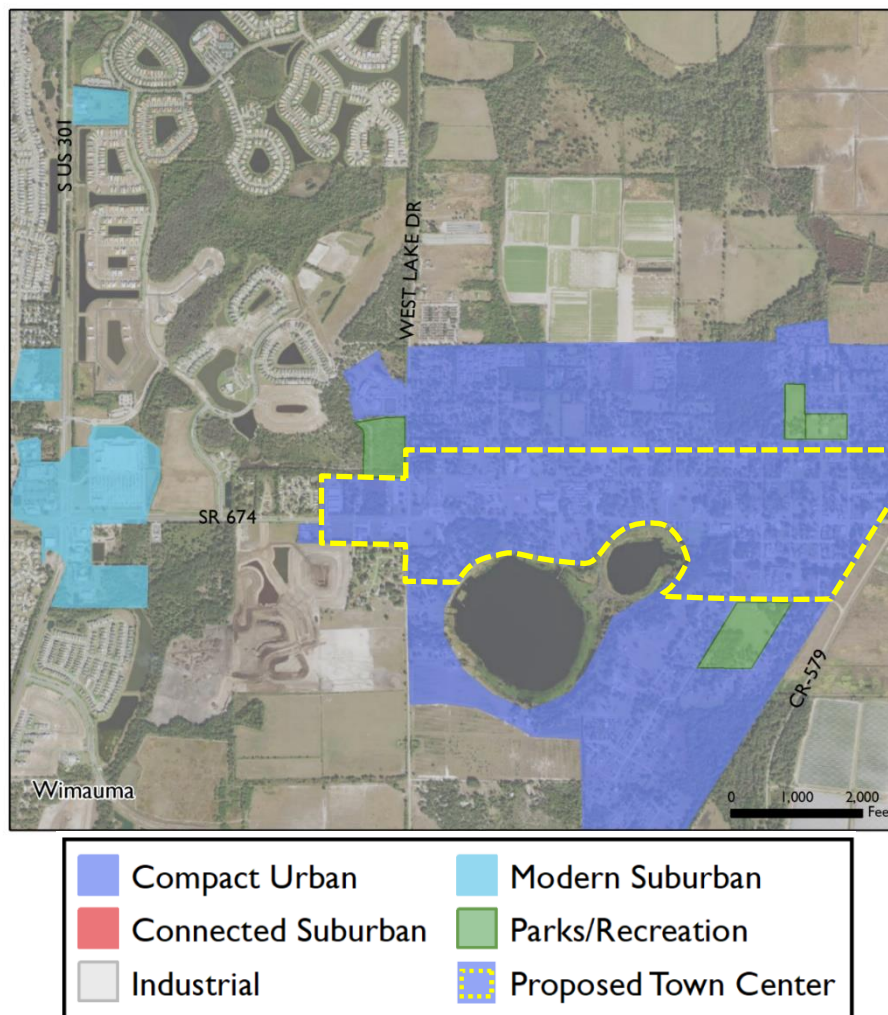 S US 301
WEST LAKE DR
SR 674
CR-579
Wimauma
0 1,000 2,000
Feet
Compact Urban
Modern Suburban
Connected Suburban
Parks/Recreation
Industrial
Proposed Town Center